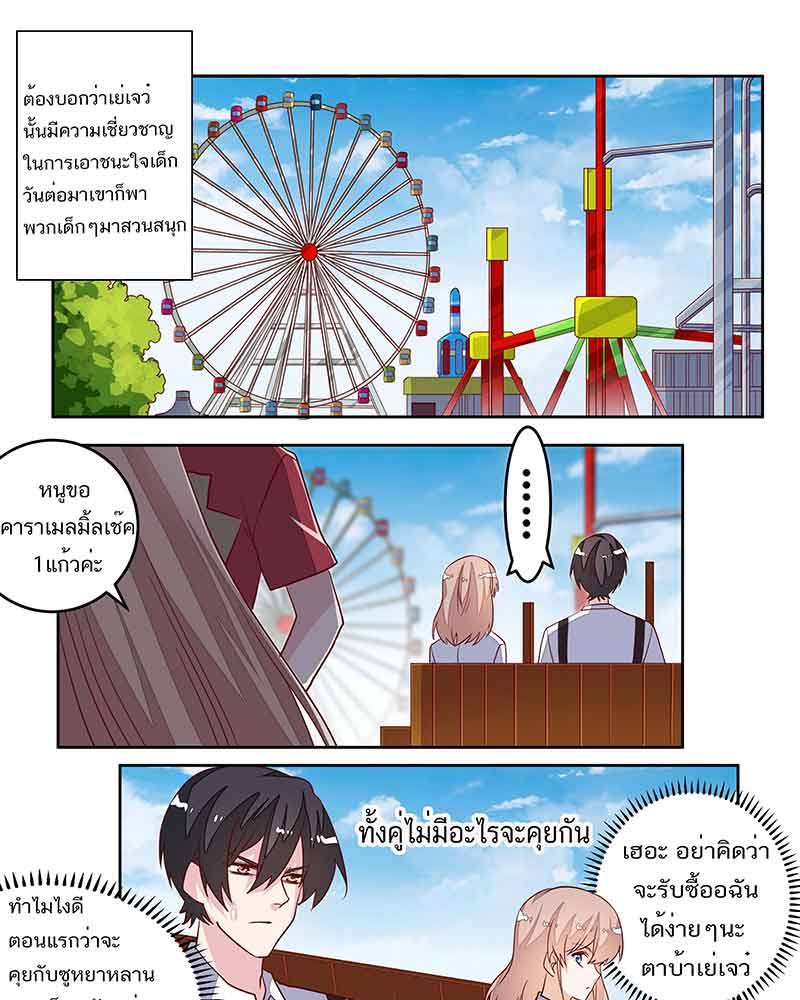 ต้องบอกว่าเย่เจว๋
นั้นมีความเชี่ยวชาญ
ในการเอาชนะใจเด็ก
วันต่อมาเขาก็พา
พวกเด็กๆมาสวนสนุก
หนูขอ
คาราเมลมิ้ลเช๊ค
1แก้วค่ะ
.......
ทั้งคู่ไม่มีอะไรจะคุยกัน
เฮอะ อย่าคิดว่า
จะรับซื้ออฉัน
ได้ง่ายๆนะ
ตาบ้าเย่เจว๋
ทำไมไงดี
ตอนแรกว่าจะ
คุยกับซูหยาหลาน